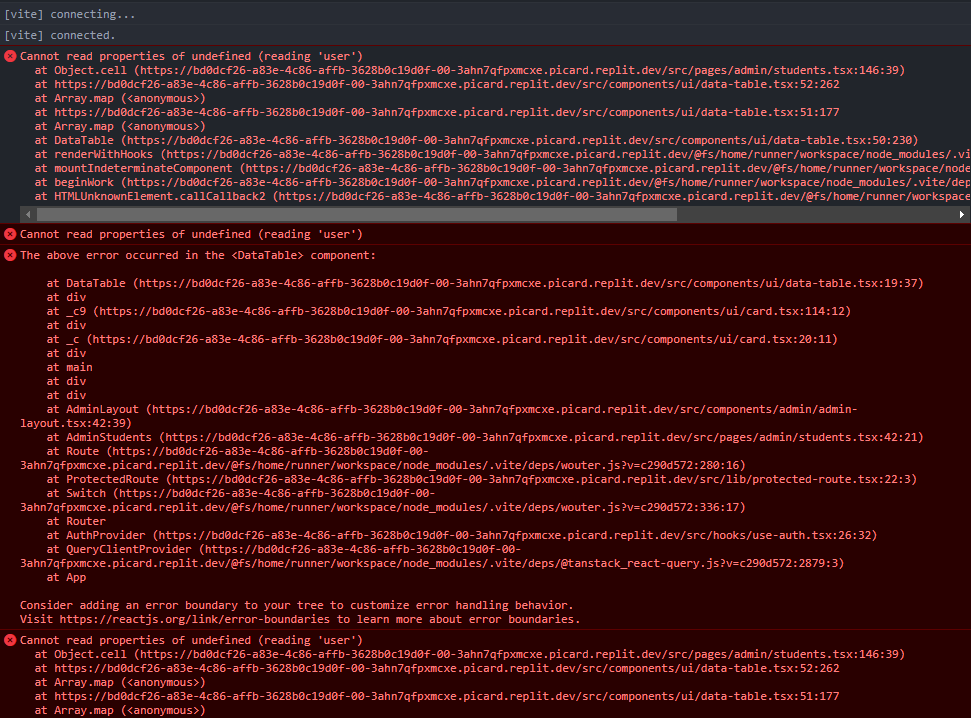 [vite] connecting...
[vite] connected.
Cannot read properties of undefined (reading 'user')
at Object.cell (https://bd0dcf26-a83e-4c86-affb-3628b0c19d0f-00-3ahn7qfpxmcxe.picard.replit.dev/src/pages/admin/students.tsx:146:39)
at https://bd0dcf26-a83e-4c86-affb-3628b0c19d0f-00-3ahn7qfpxmcxe.picard.replit.dev/src/components/ui/data-table.tsx:52:262
at Array.map (<anonymous>)
at https://bd0dcf26-a83e-4c86-affb-3628b0c19d0f-00-3ahn7qfpxmcxe.picard.replit.dev/src/components/ui/data-table.tsx:51:177
at Array.map (<anonymous>)
at DataTable (https://bd0dcf26-a83e-4c86-affb-3628b0c19d0f-00-3ahn7qfpxmcxe.picard.replit.dev/src/components/ui/data-table.tsx:50:230)
at renderWithHooks (https://bd0dcf26-a83e-4c86-affb-3628b0c19d0f-00-3ahn7qfpxmcxe.picard.replit.dev/@fs/home/runner/workspace/node_modules/.vi
at mountIndeterminateComponent (https://bd0dcf26-a83e-4c86-affb-3628b0c19d0f-00-3ahn7qfpxmcxe.picard.replit.dev/@fs/home/runner/workspace/node
at beginWork (https://bd0dcf26-a83e-4c86-affb-3628b0c19d0f-00-3ahn7qfpxmcxe.picard.replit.dev/@fs/home/runner/workspace/node_modules/.vite/dep
at HTMLUnknownElement.callCallback2 (https://bd0dcf26-a83e-4c86-affb-3628b0c19d0f-00-3ahn7qfpxmcxe.picard.replit.dev/@fs/home/runner/workspace
Cannot read properties of undefined (reading 'user')
The above error occurred in the <DataTable> component:
at DataTable (https://bd0dcf26-a83e-4c86-affb-3628b0c19d0f-00-3ahn7qfpxmcxe.picard.replit.dev/src/components/ui/data-table.tsx:19:37)
at div
at _c9 (https://bd0dcf26-a83e-4c86-affb-3628b0c19d0f-00-3ahn7qfpxmcxe.picard.replit.dev/src/components/ui/card.tsx:114:12)
at div
at _c (https://bd0dcf26-a83e-4c86-affb-3628b0c19d0f-00-3ahn7qfpxmcxe.picard.replit.dev/src/components/ui/card.tsx:20:11)
at div
at main
at div
at div
at AdminLayout (https://bd0dcf26-a83e-4c86-affb-3628b0c19d0f-00-3ahn7qfpxmcxe.picard.replit.dev/src/components/admin/admin-
layout.tsx:42:39)
at AdminStudents (https://bd0dcf26-a83e-4c86-affb-3628b0c19d0f-00-3ahn7qfpxmcxe.picard.replit.dev/src/pages/admin/students.tsx:42:21)
at Route (https://bd0dcf26-a83e-4c86-affb-3628b0c19d0f-00-
3ahn7qfpxmcxe.picard.replit.dev/@fs/home/runner/workspace/node_modules/.vite/deps/wouter.js?v=c290d572:280:16)
at ProtectedRoute (https://bd0dcf26-a83e-4c86-affb-3628b0c19d0f-00-3ahn7qfpxmcxe.picard.replit.dev/src/lib/protected-route.tsx:22:3)
at Switch (https://bd0dcf26-a83e-4c86-affb-3628b0c19d0f-00-
3ahn7qfpxmcxe.picard.replit.dev/@fs/home/runner/workspace/node_modules/.vite/deps/wouter.js?v=c290d572:336:17)
at Router
at AuthProvider (https://bd0dcf26-a83e-4c86-affb-3628b0c19d0f-00-3ahn7qfpxmcxe.picard.replit.dev/src/hooks/use-auth.tsx:26:32)
at QueryClientProvider (https://bd0dcf26-a83e-4c86-affb-3628b0c19d0f-00-
3ahn7qfpxmcxe.picard.replit.dev/@fs/home/runner/workspace/node_modules/.vite/deps/@tanstack_react-query.js?v=c290d572:2879:3)
at App
Consider adding an error boundary to your tree to customize error handling behavior.
Visit https://reactjs.org/link/error-boundaries to learn more about error boundaries.
Cannot read properties of undefined (reading 'user')
at Object.cell (https://bd0dcf26-a83e-4c86-affb-3628b0c19d0f-00-3ahn7qfpxmcxe.picard.replit.dev/src/pages/admin/students.tsx:146:39)
at https://bd0dcf26-a83e-4c86-affb-3628b0c19d0f-00-3ahn7qfpxmcxe.picard.replit.dev/src/components/ui/data-table.tsx:52:262
at Array.map (<anonymous>)
at https://bd0dcf26-a83e-4c86-affb-3628b0c19d0f-00-3ahn7qfpxmcxe.picard.replit.dev/src/components/ui/data-table.tsx:51:177
at Array.map (<anonymous>)